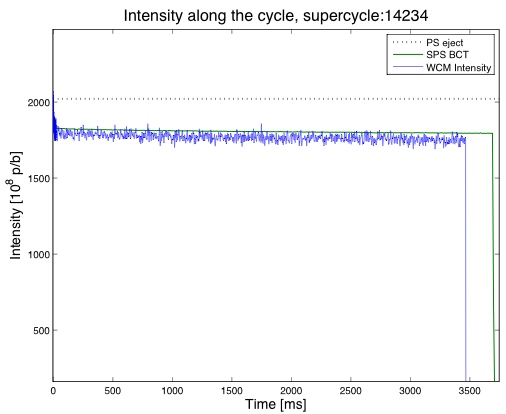 Intensity along the cycle, supercycle:14234
PS eject
SPS BCT
WCM Intensity
2000
1500
1000
500
Intensity [10⁸ p/b]
0 500 1000 1500 2000 2500 3000 3500
Time [ms]